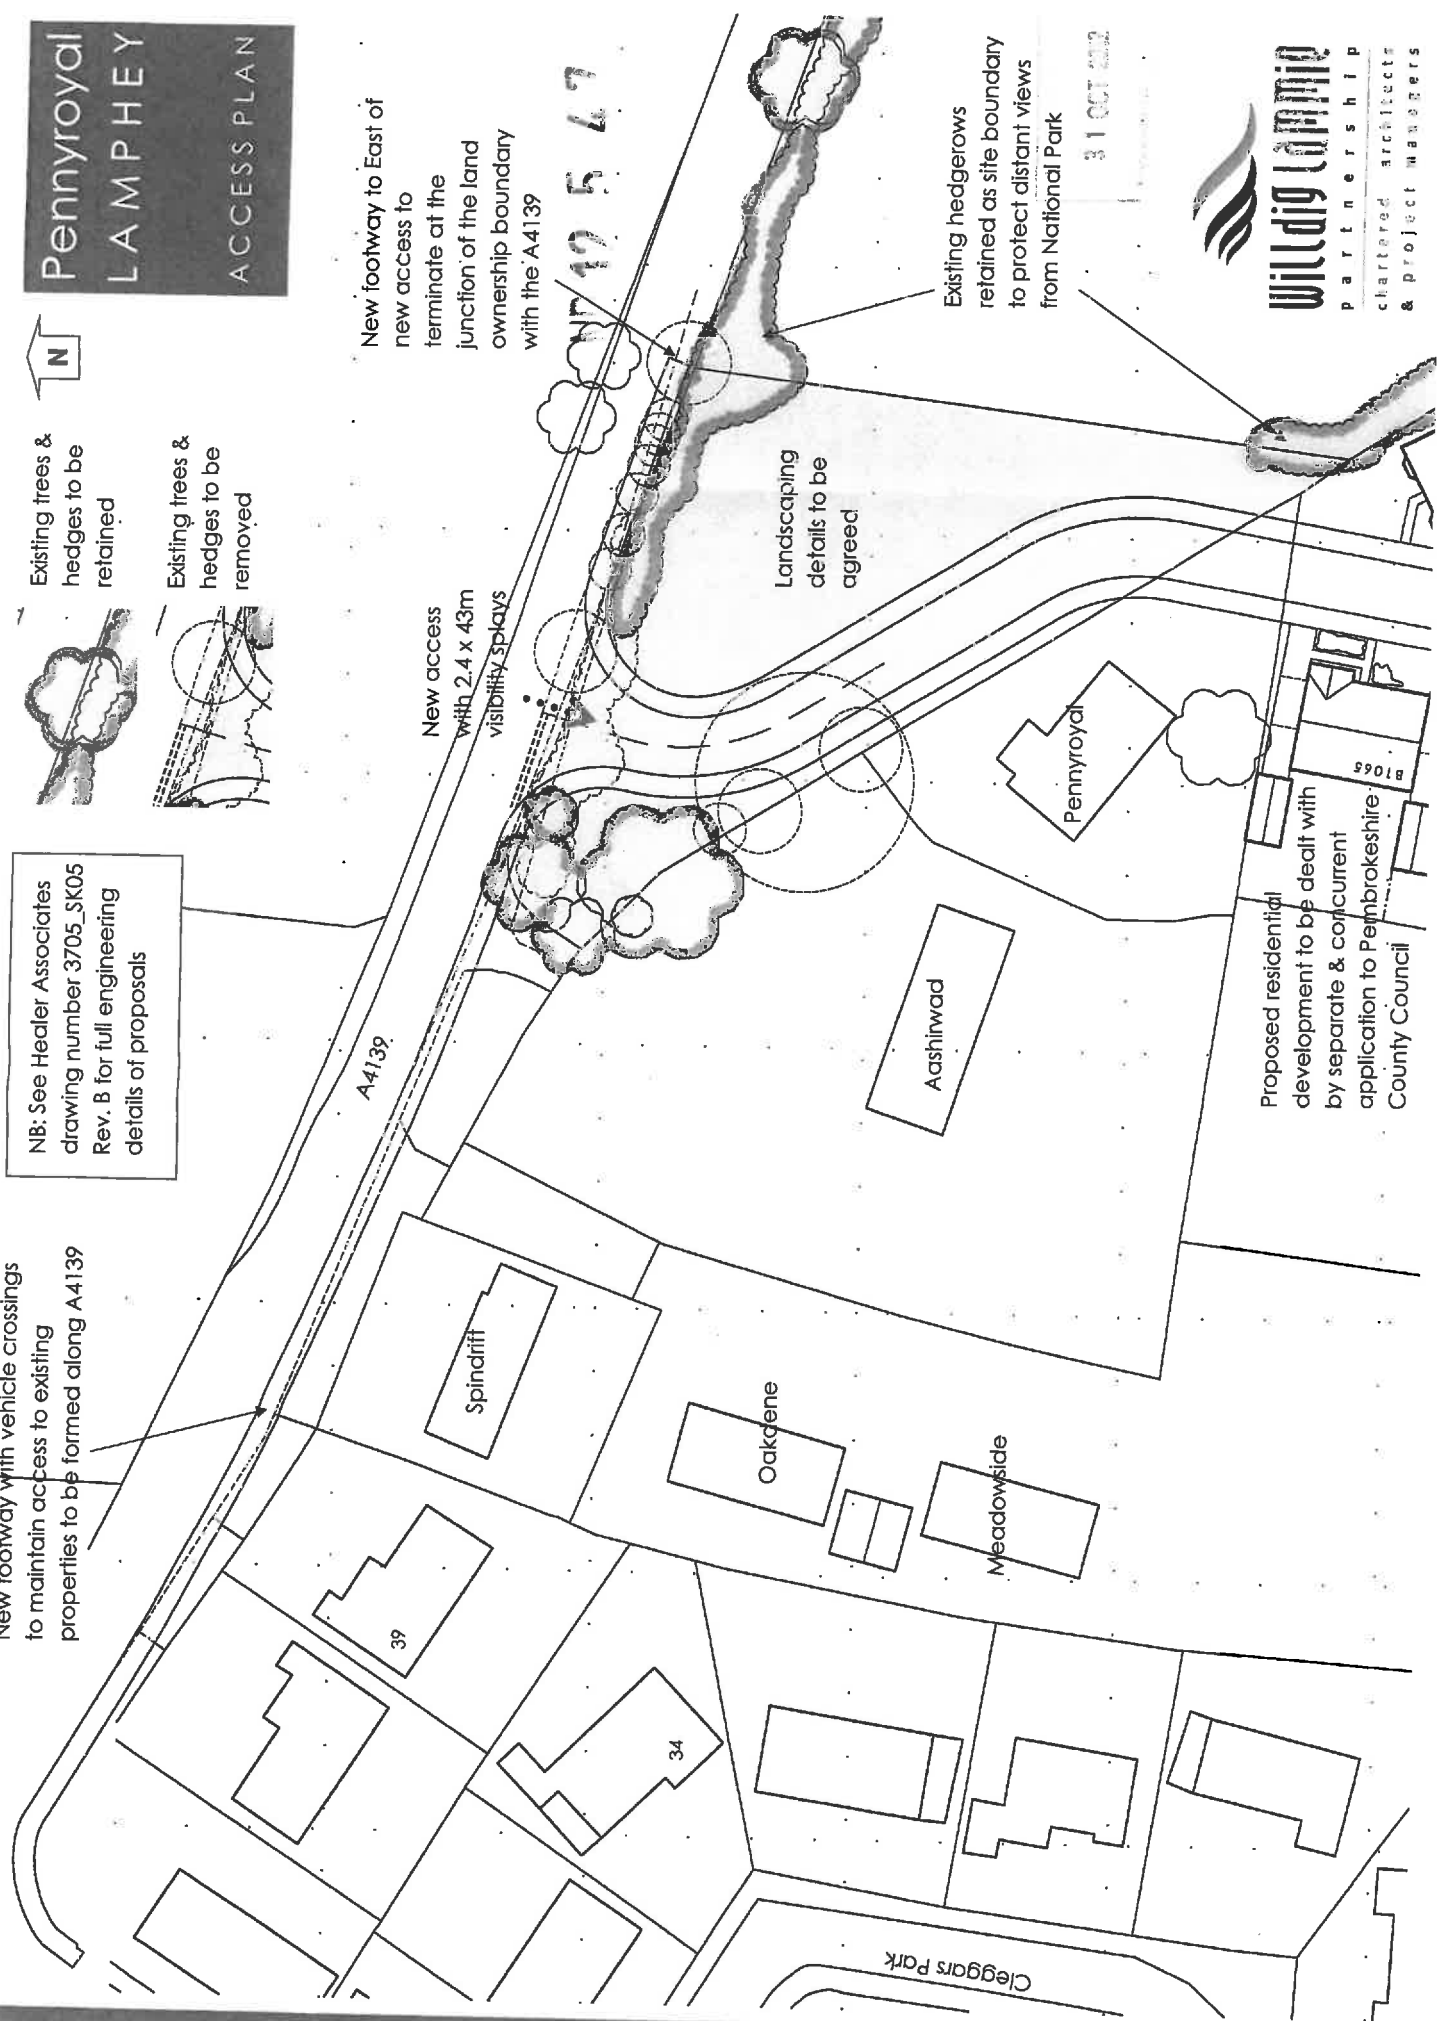 Pennyroyal
LAMPHEY
ACCESS PLAN
N
Existing trees &
hedges to be
retained
Existing trees &
hedges to be
removed
NB: See Healer Associates
drawing number 3705_SK05
Rev. B for full engineering
details of proposals
New footway with vehicle crossings
to maintain access to existing
properties to be formed along A4139
New footway to East of
new access to
terminate at the
junction of the land
ownership boundary
with the A4139
New access
with 2.4 x 43m
visibility splays
A4139
Existing hedgerows
retained as site boundary
to protect distant views
from National Park
31 OCT
Landscaping
details to be
agreed
Pennyroyal
Aashirwad
Spindrift
Oakdene
Meadowside
39
34
Cleggars Park
B1065
Proposed residential
development to be dealt with
by separate & concurrent
application to Pembrokeshire
County Council
Willdig Lammie
partnership
chartered architects
& project managers